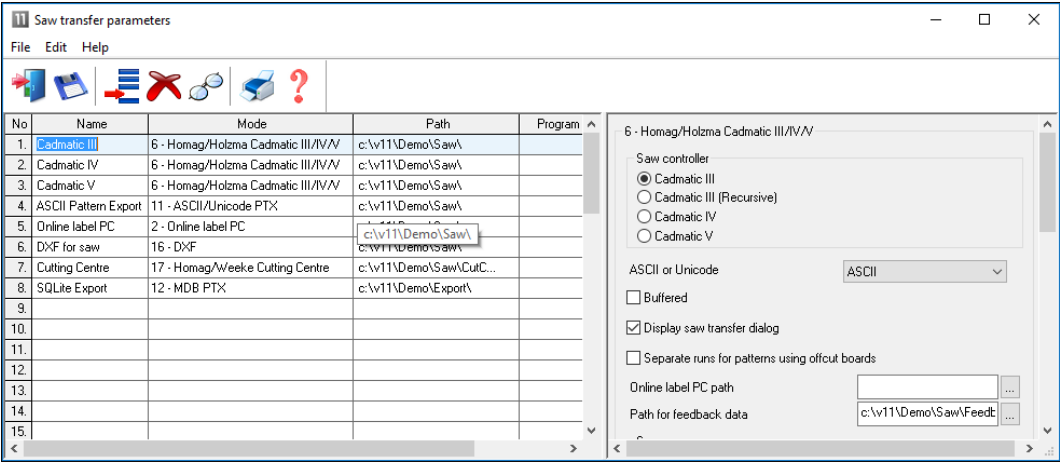 11 Saw transfer parameters
File Edit Help
No Name Mode Path Program
1. Cadmatic III 6 - Homag/Holzma Cadmatic III/IV/V c:\v11\Demo\Saw\
2. Cadmatic IV 6 - Homag/Holzma Cadmatic III/IV/V c:\v11\Demo\Saw\
3. Cadmatic V 6 - Homag/Holzma Cadmatic III/IV/V c:\v11\Demo\Saw\
4. ASCII Pattern Export 11 - ASCII/Unicode PTX c:\v11\Demo\Saw\
5. Online label PC 2 - Online label PC
c:\v11\Demo\Saw\
6. DXF for saw 16 - DXF c:\v11\Demo\Saw\
7. Cutting Centre 17 - Homag/Weeke Cutting Centre c:\v11\Demo\Saw\CutC...
8. SQLite Export 12 - MDB PTX c:\v11\Demo\Export\
9.
10.
11.
12.
13.
14.
15.
6 - Homag/Holzma Cadmatic III/IV/V
Saw controller
Cadmatic III
Cadmatic III (Recursive)
Cadmatic IV
Cadmatic V
ASCII or Unicode ASCII
Buffered
Display saw transfer dialog
Separate runs for patterns using offcut boards
Online label PC path ...
Path for feedback data c:\v11\Demo\Saw\Feedb ...